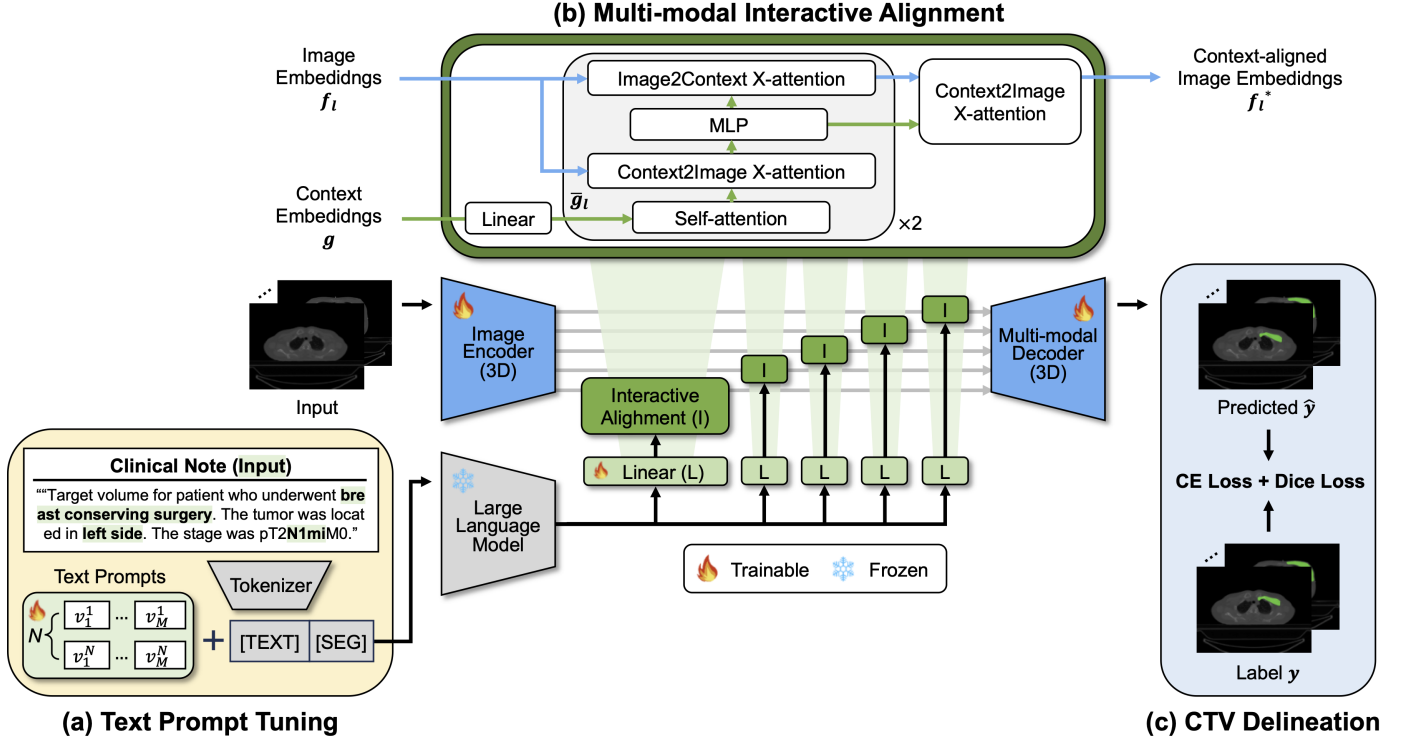 (b) Multi-modal Interactive Alignment
Image
Embedidngs
f_l
Image2Context X-attention
MLP
Context2Image X-attention
Context2Image
X-attention
Context-aligned
Image Embedidngs
f_l*
Context
Embedidngs
g
Linear
g̅_l
Self-attention
×2
Input
Image
Encoder
(3D)
I
I
I
I
Interactive
Alighment (I)
Multi-modal
Decoder
(3D)
Linear (L)
L
L
L
L
Large
Language
Model
Trainable
Frozen
Clinical Note (Input)
““Target volume for patient who underwent bre
ast conserving surgery. The tumor was locat
ed in left side. The stage was pT2N1miM0.”
Text Prompts
Tokenizer
N
v_1^1 ... v_M^1
v_1^N ... v_M^N
+
[TEXT] [SEG]
(a) Text Prompt Tuning
Predicted ŷ
CE Loss + Dice Loss
Label y
(c) CTV Delineation